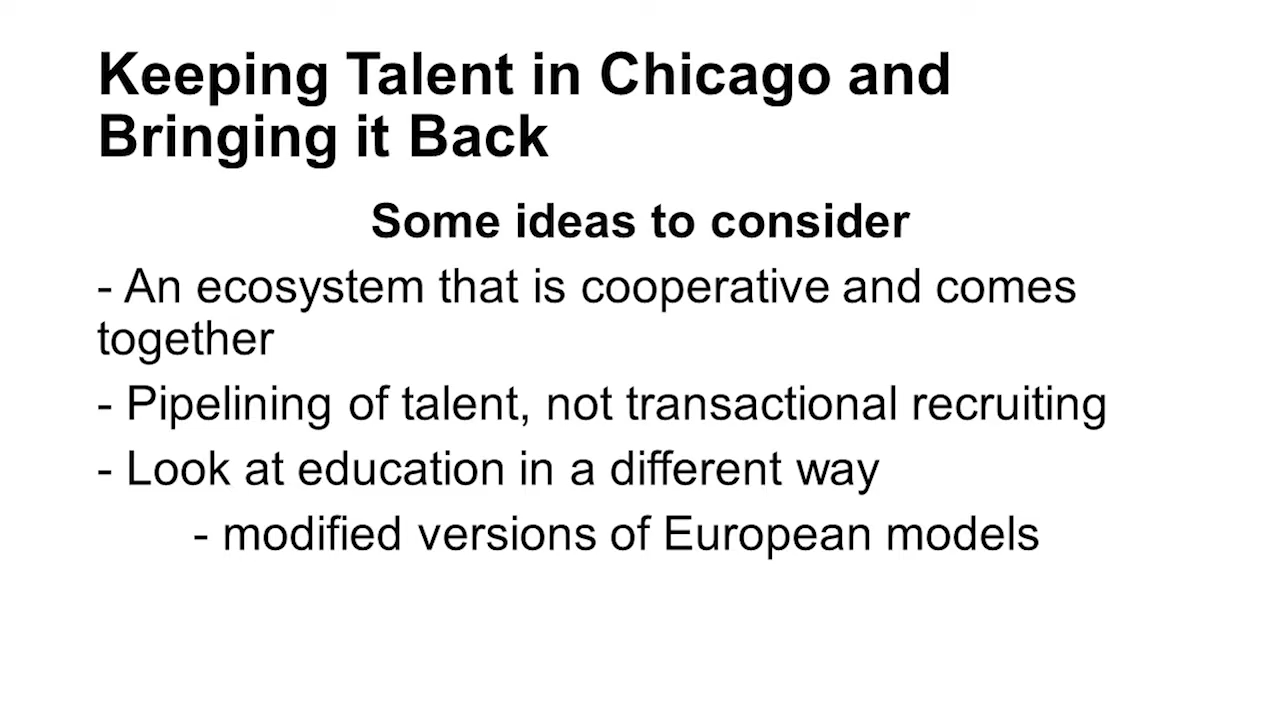 Keeping Talent in Chicago and
Bringing it Back
Some ideas to consider
- An ecosystem that is cooperative and comes
together
- Pipelining of talent, not transactional recruiting
- Look at education in a different way
- modified versions of European models